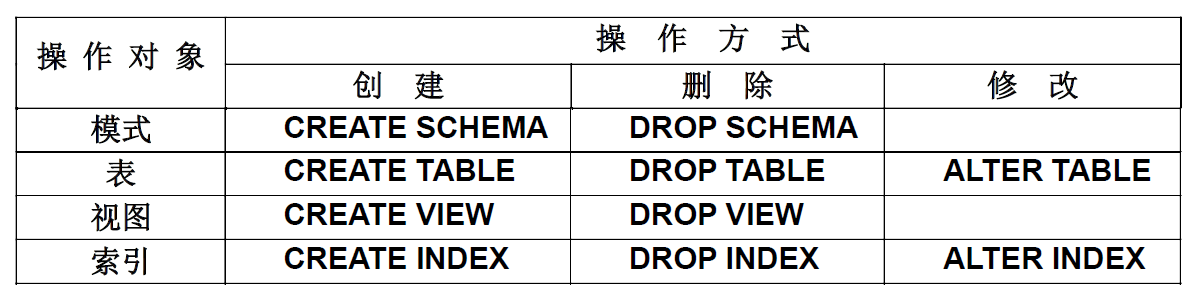 操作对象
操作方式
创建 删除 修改
模式 CREATE SCHEMA DROP SCHEMA
表 CREATE TABLE DROP TABLE ALTER TABLE
视图 CREATE VIEW DROP VIEW
索引 CREATE INDEX DROP INDEX ALTER INDEX